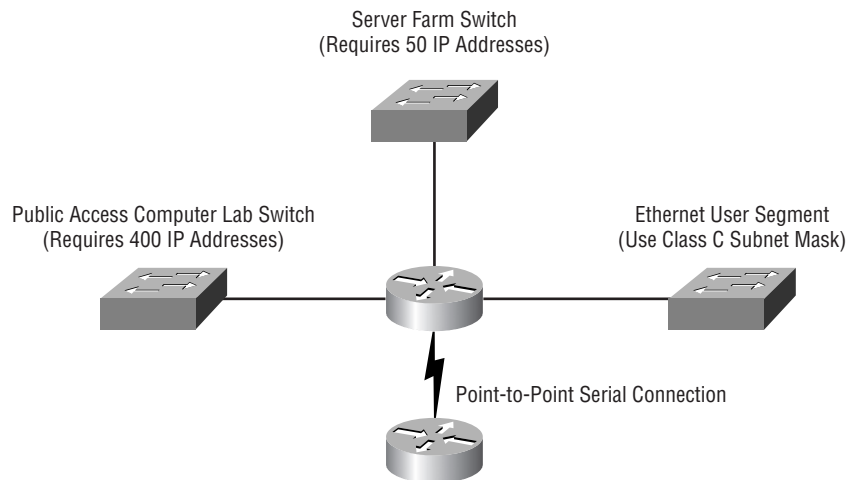 Server Farm Switch
(Requires 50 IP Addresses)
Public Access Computer Lab Switch
(Requires 400 IP Addresses)
Ethernet User Segment
(Use Class C Subnet Mask)
Point-to-Point Serial Connection